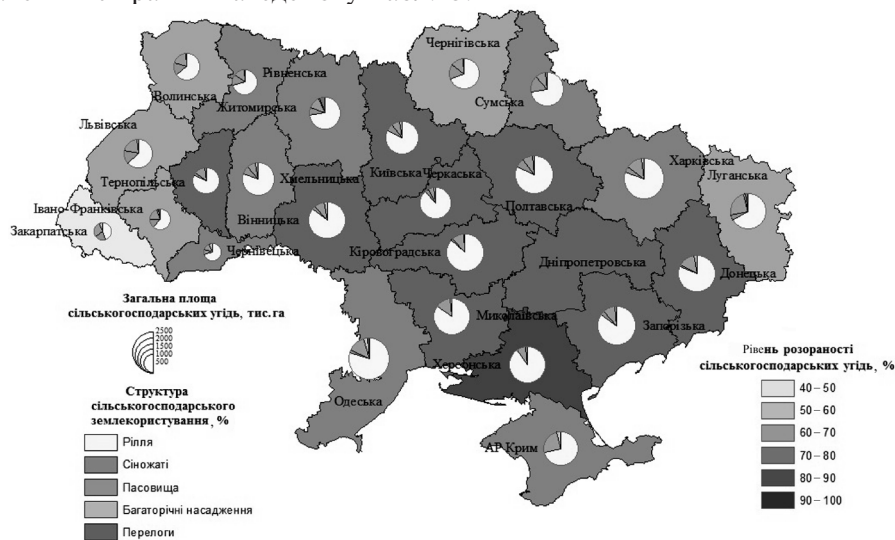 Чернігівська
Волинська
Рівненська
Житомирська
Сумська
Львівська
Харківська
Луганська
Тернопільська
Хмельницька
Київська
Черкаська
Полтавська
Івано-Франківська
Вінницька
Закарпатська
Чернівецька
Кіровоградська
Дніпропетровська
Донецька
Миколаївська
Запорізька
Херсонська
Одеська
АР Крим
Загальна площа
сільськогосподарських угідь, тис.га
2500
2000
1500
1000
500
Структура
сільськогосподарського
землекористування, %
Рілля
Сіножаті
Пасовища
Багаторічні насадження
Перелоги
Рівень розораності
сільськогосподарських угідь, %
40 – 50
50 – 60
60 – 70
70 – 80
80 – 90
90 – 100